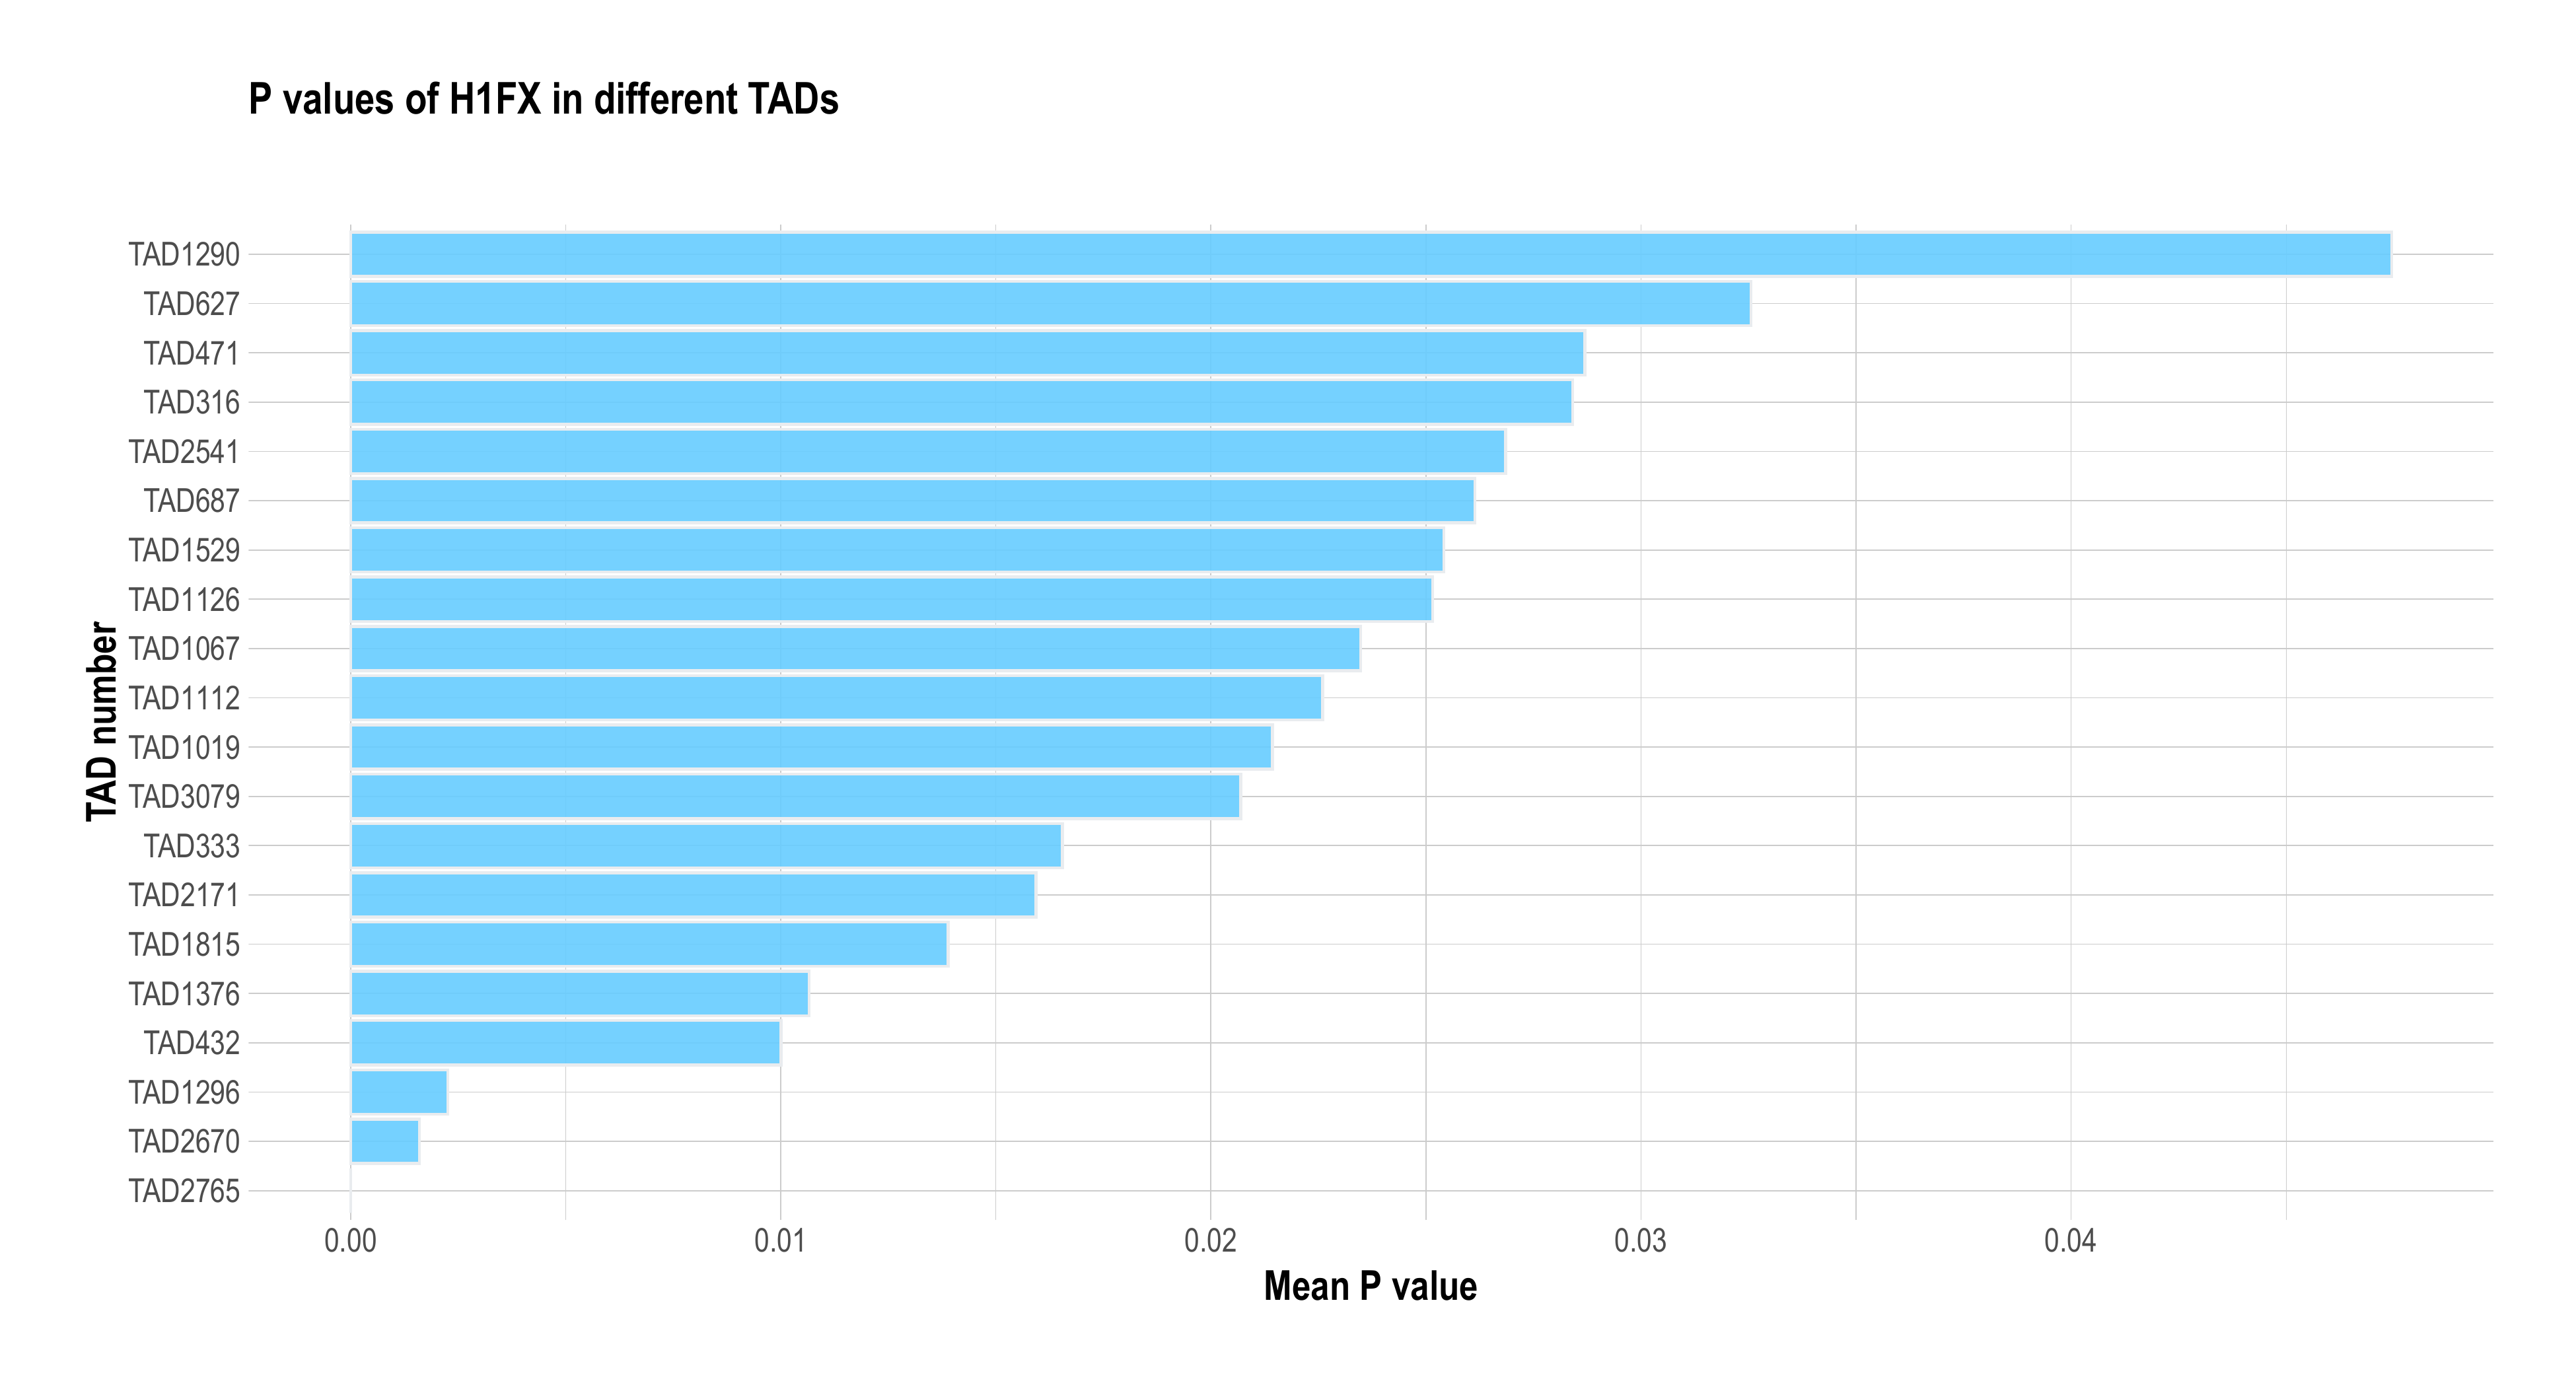 P values of H1FX in different TADs
TAD number
TAD1290
TAD627
TAD471
TAD316
TAD2541
TAD687
TAD1529
TAD1126
TAD1067
TAD1112
TAD1019
TAD3079
TAD333
TAD2171
TAD1815
TAD1376
TAD432
TAD1296
TAD2670
TAD2765
0.00 0.01 0.02 0.03 0.04
Mean P value